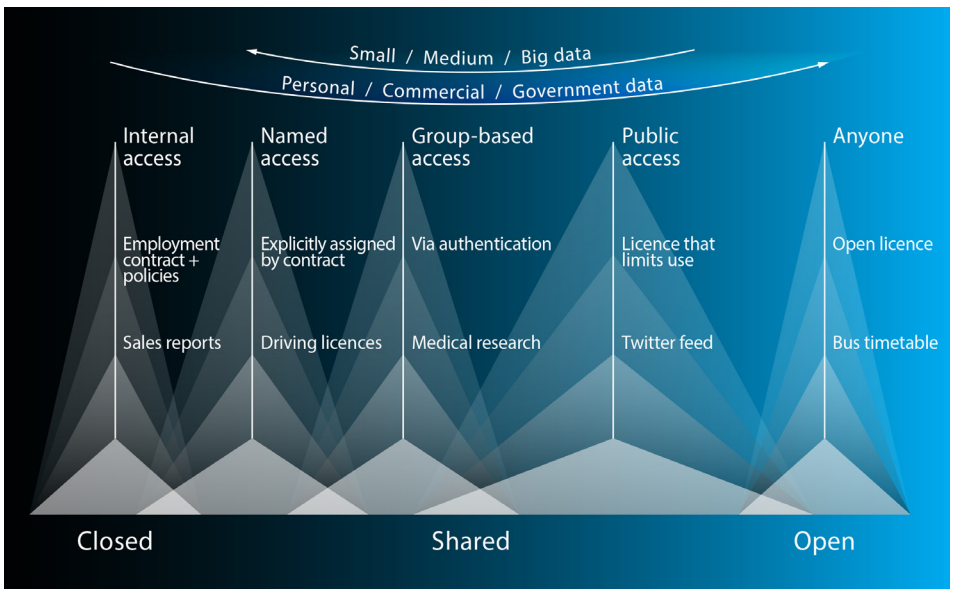 Small / Medium / Big data
Personal / Commercial / Government data
Internal
access
Named
access
Group-based
access
Public
access
Anyone
Employment
contract +
policies
Explicitly assigned
by contract
Via authentication
Licence that
limits use
Open licence
Sales reports
Driving licences
Medical research
Twitter feed
Bus timetable
Closed
Shared
Open